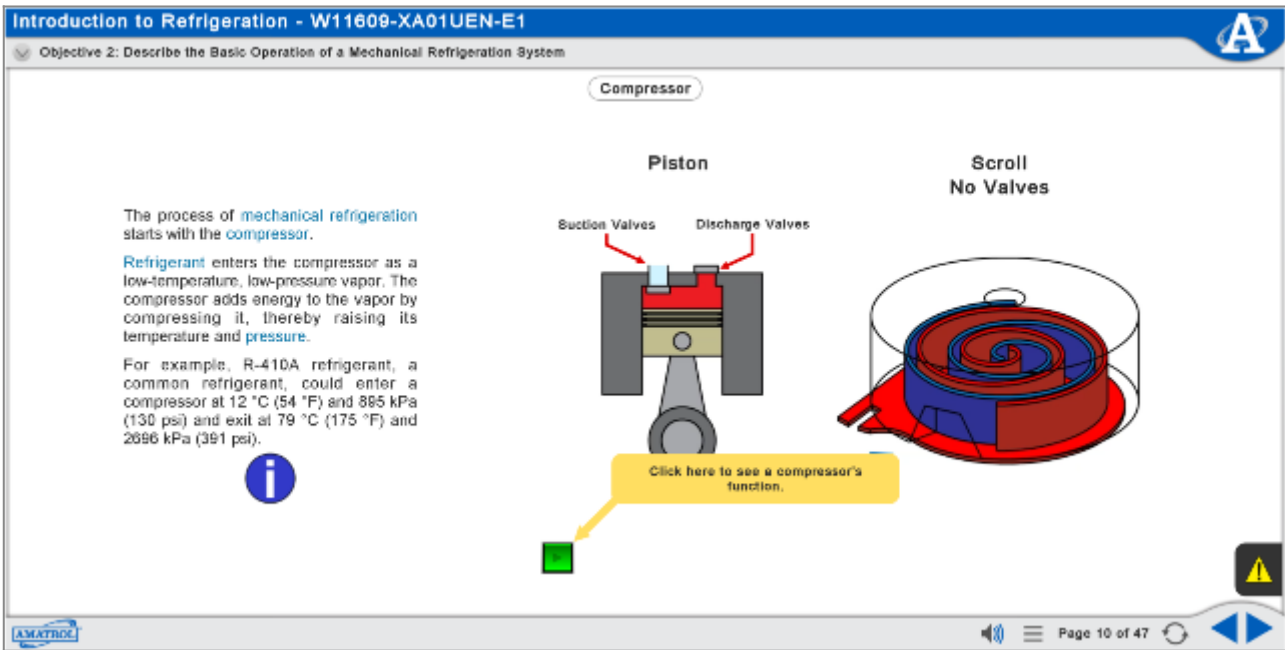 Introduction to Refrigeration - W11609-XA01UEN-E1
Objective 2: Describe the Basic Operation of a Mechanical Refrigeration System
Compressor
Piston
Scroll
No Valves
Suction Valves
Discharge Valves
The process of mechanical refrigeration
starts with the compressor.
Refrigerant enters the compressor as a
low-temperature, low-pressure vapor. The
compressor adds energy to the vapor by
compressing it, thereby raising its
temperature and pressure.
For example, R-410A refrigerant, a
common refrigerant, could enter a
compressor at 12 °C (54 °F) and 895 kPa
(130 psi) and exit at 79 °C (175 °F) and
2696 kPa (391 psi).
i
Click here to see a compressor's
function.
AMATROL
Page 10 of 47
A